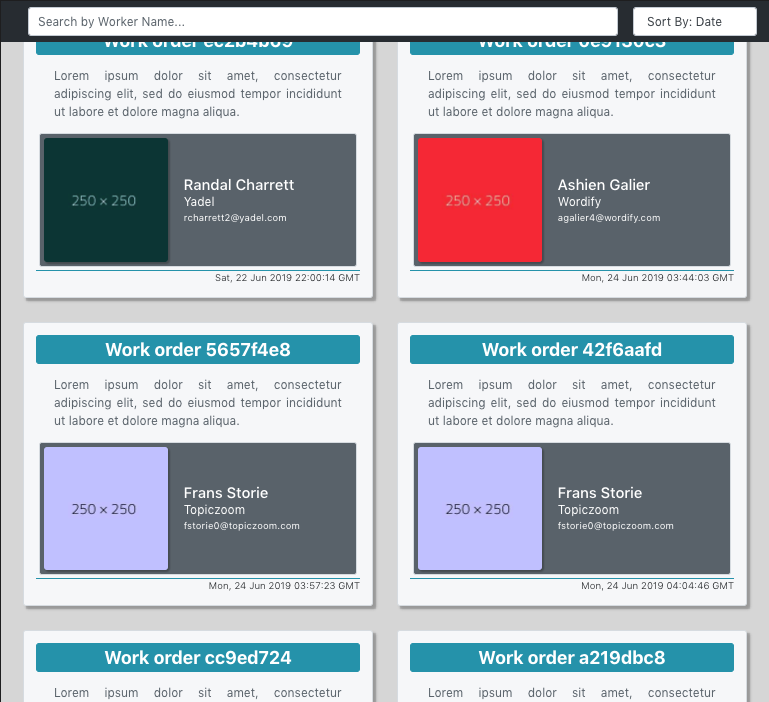 Search by Worker Name...
Sort By: Date
Lorem ipsum dolor sit amet, consectetur
adipiscing elit, sed do eiusmod tempor incididunt
ut labore et dolore magna aliqua.
250 × 250
Randal Charrett
Yadel
rcharrett2@yadel.com
Sat, 22 Jun 2019 22:00:14 GMT
Lorem ipsum dolor sit amet, consectetur
adipiscing elit, sed do eiusmod tempor incididunt
ut labore et dolore magna aliqua.
250 × 250
Ashien Galier
Wordify
agalier4@wordify.com
Mon, 24 Jun 2019 03:44:03 GMT
Work order 5657f4e8
Lorem ipsum dolor sit amet, consectetur
adipiscing elit, sed do eiusmod tempor incididunt
ut labore et dolore magna aliqua.
250 × 250
Frans Storie
Topiczoom
fstorie0@topiczoom.com
Mon, 24 Jun 2019 03:57:23 GMT
Work order 42f6aafd
Lorem ipsum dolor sit amet, consectetur
adipiscing elit, sed do eiusmod tempor incididunt
ut labore et dolore magna aliqua.
250 × 250
Frans Storie
Topiczoom
fstorie0@topiczoom.com
Mon, 24 Jun 2019 04:04:46 GMT
Work order cc9ed724
Lorem ipsum dolor sit amet, consectetur
Work order a219dbc8
Lorem ipsum dolor sit amet, consectetur